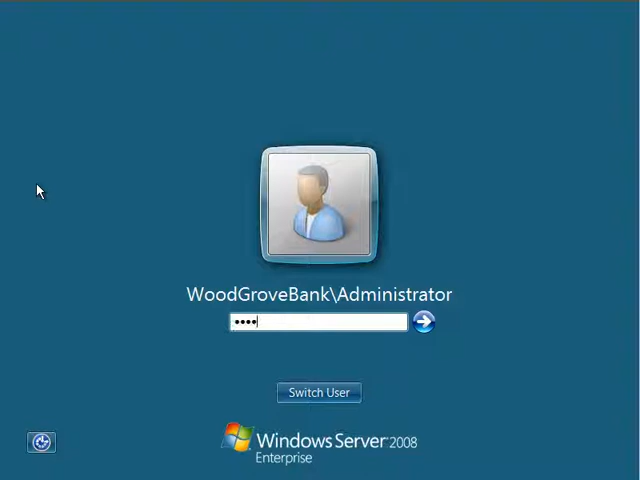 WoodGroveBank\Administrator
••••
Switch User
Windows Server 2008
Enterprise